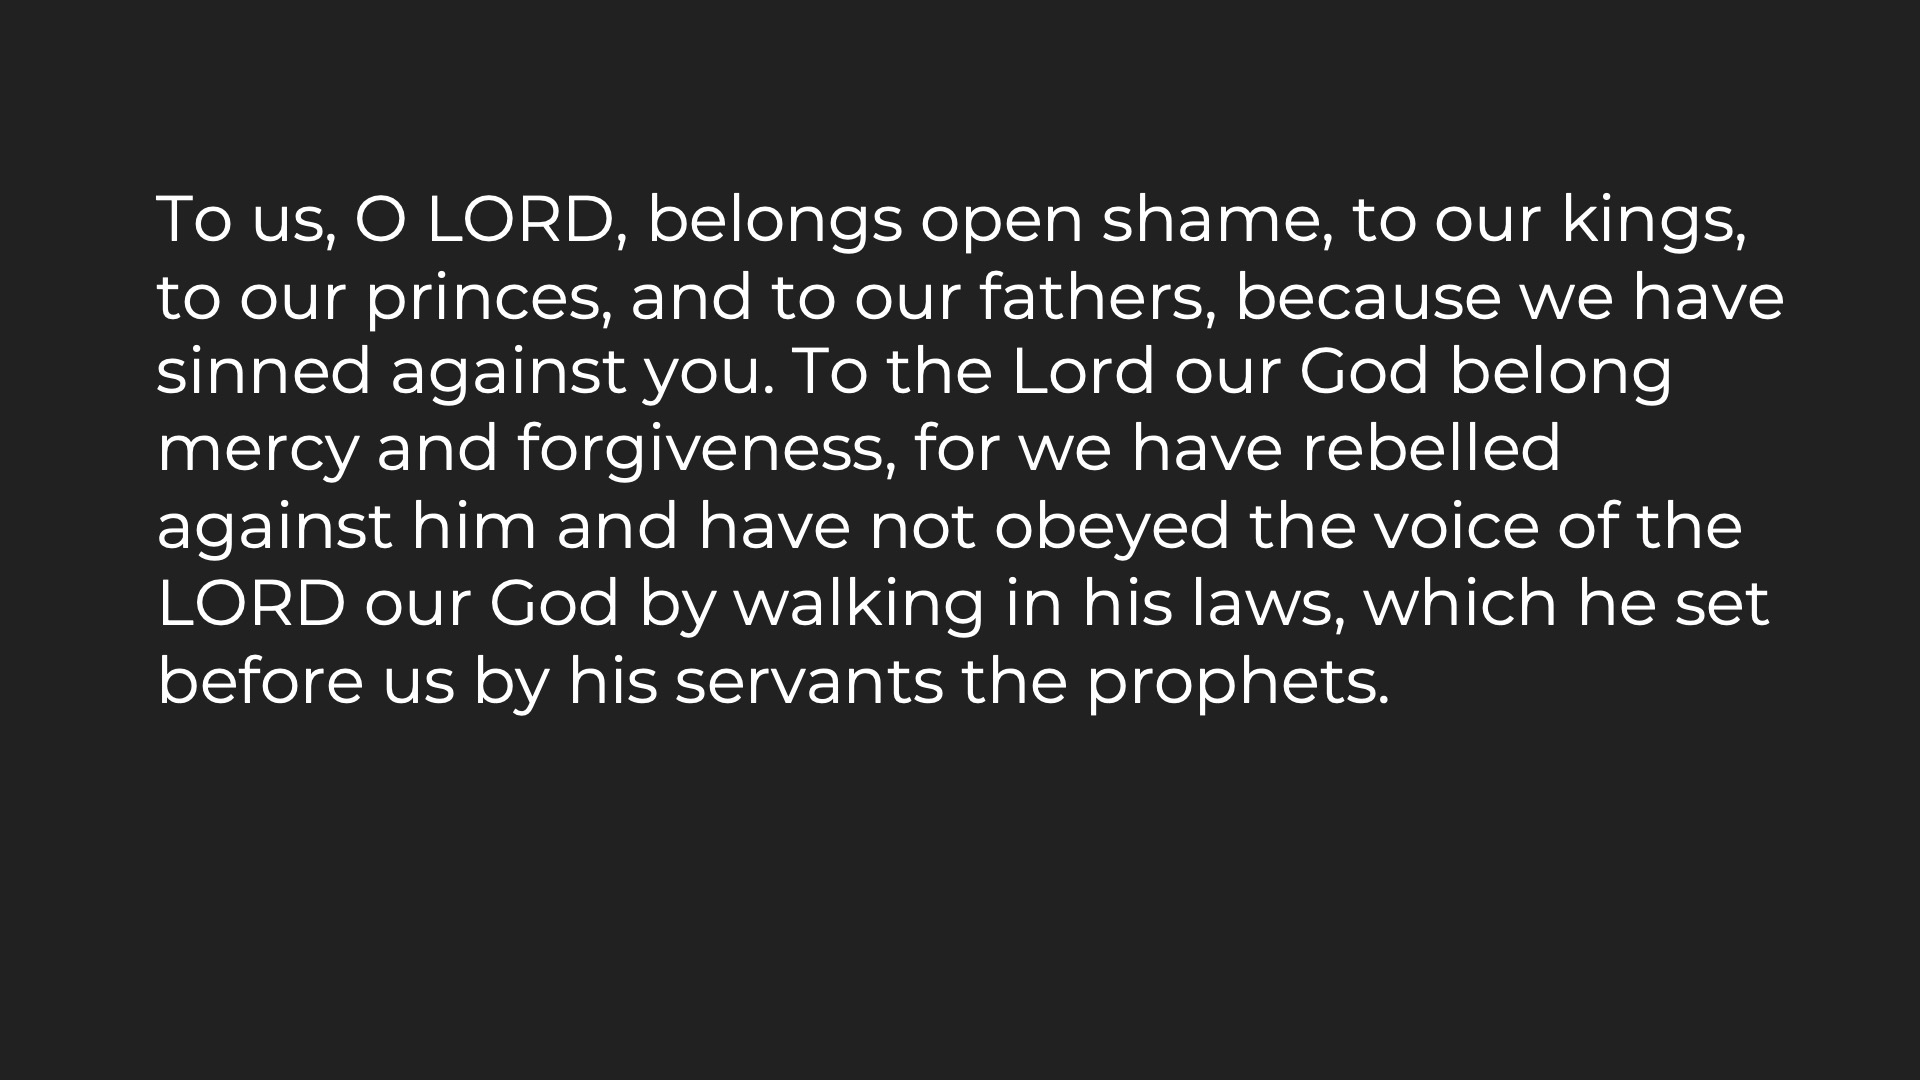 To us, O LORD, belongs open shame, to our kings,
to our princes, and to our fathers, because we have
sinned against you. To the Lord our God belong
mercy and forgiveness, for we have rebelled
against him and have not obeyed the voice of the
LORD our God by walking in his laws, which he set
before us by his servants the prophets.